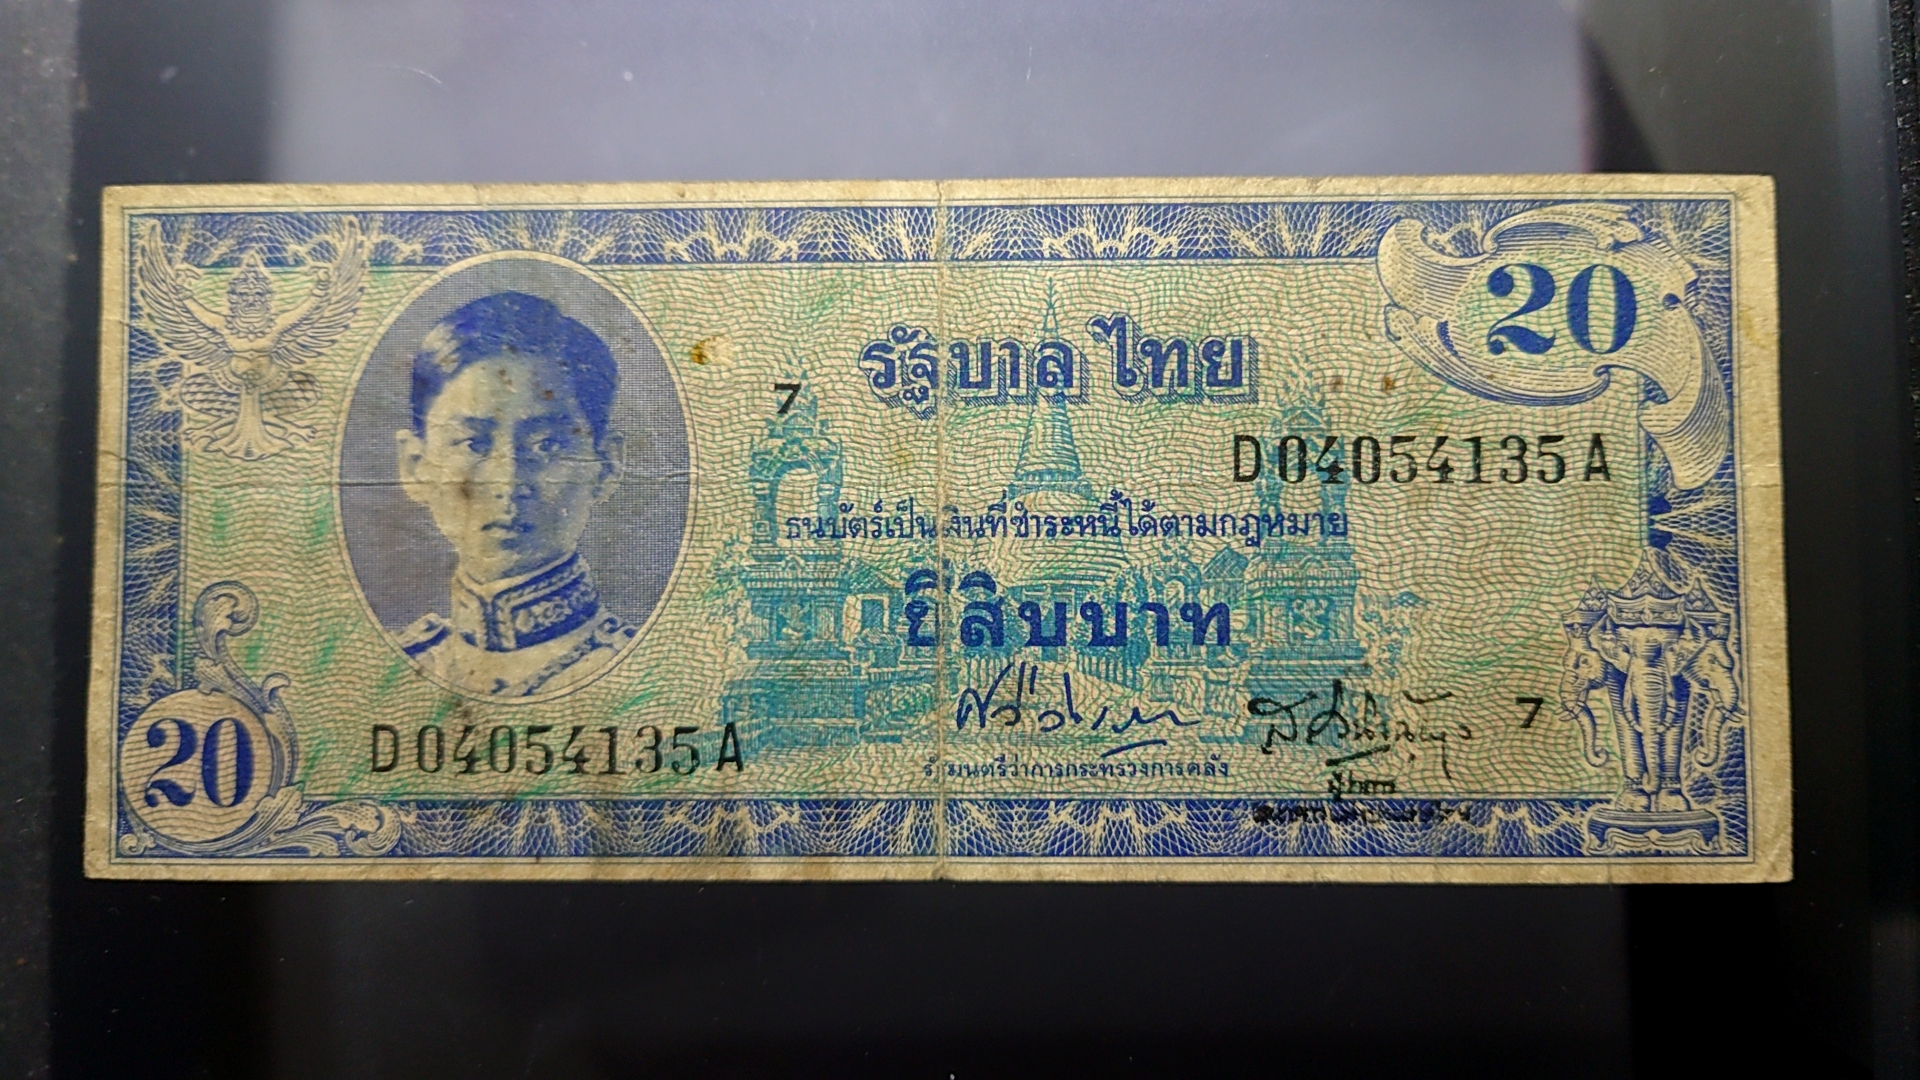 20
รัฐบาลไทย
7
D04054135A
ธนบัตร์เป็นเงินที่ชำระหนี้ได้ตามกฎหมาย
ยี่สิบบาท
7
20
D04054135A
รัฐมนตรีว่าการกระทรวงการคลัง